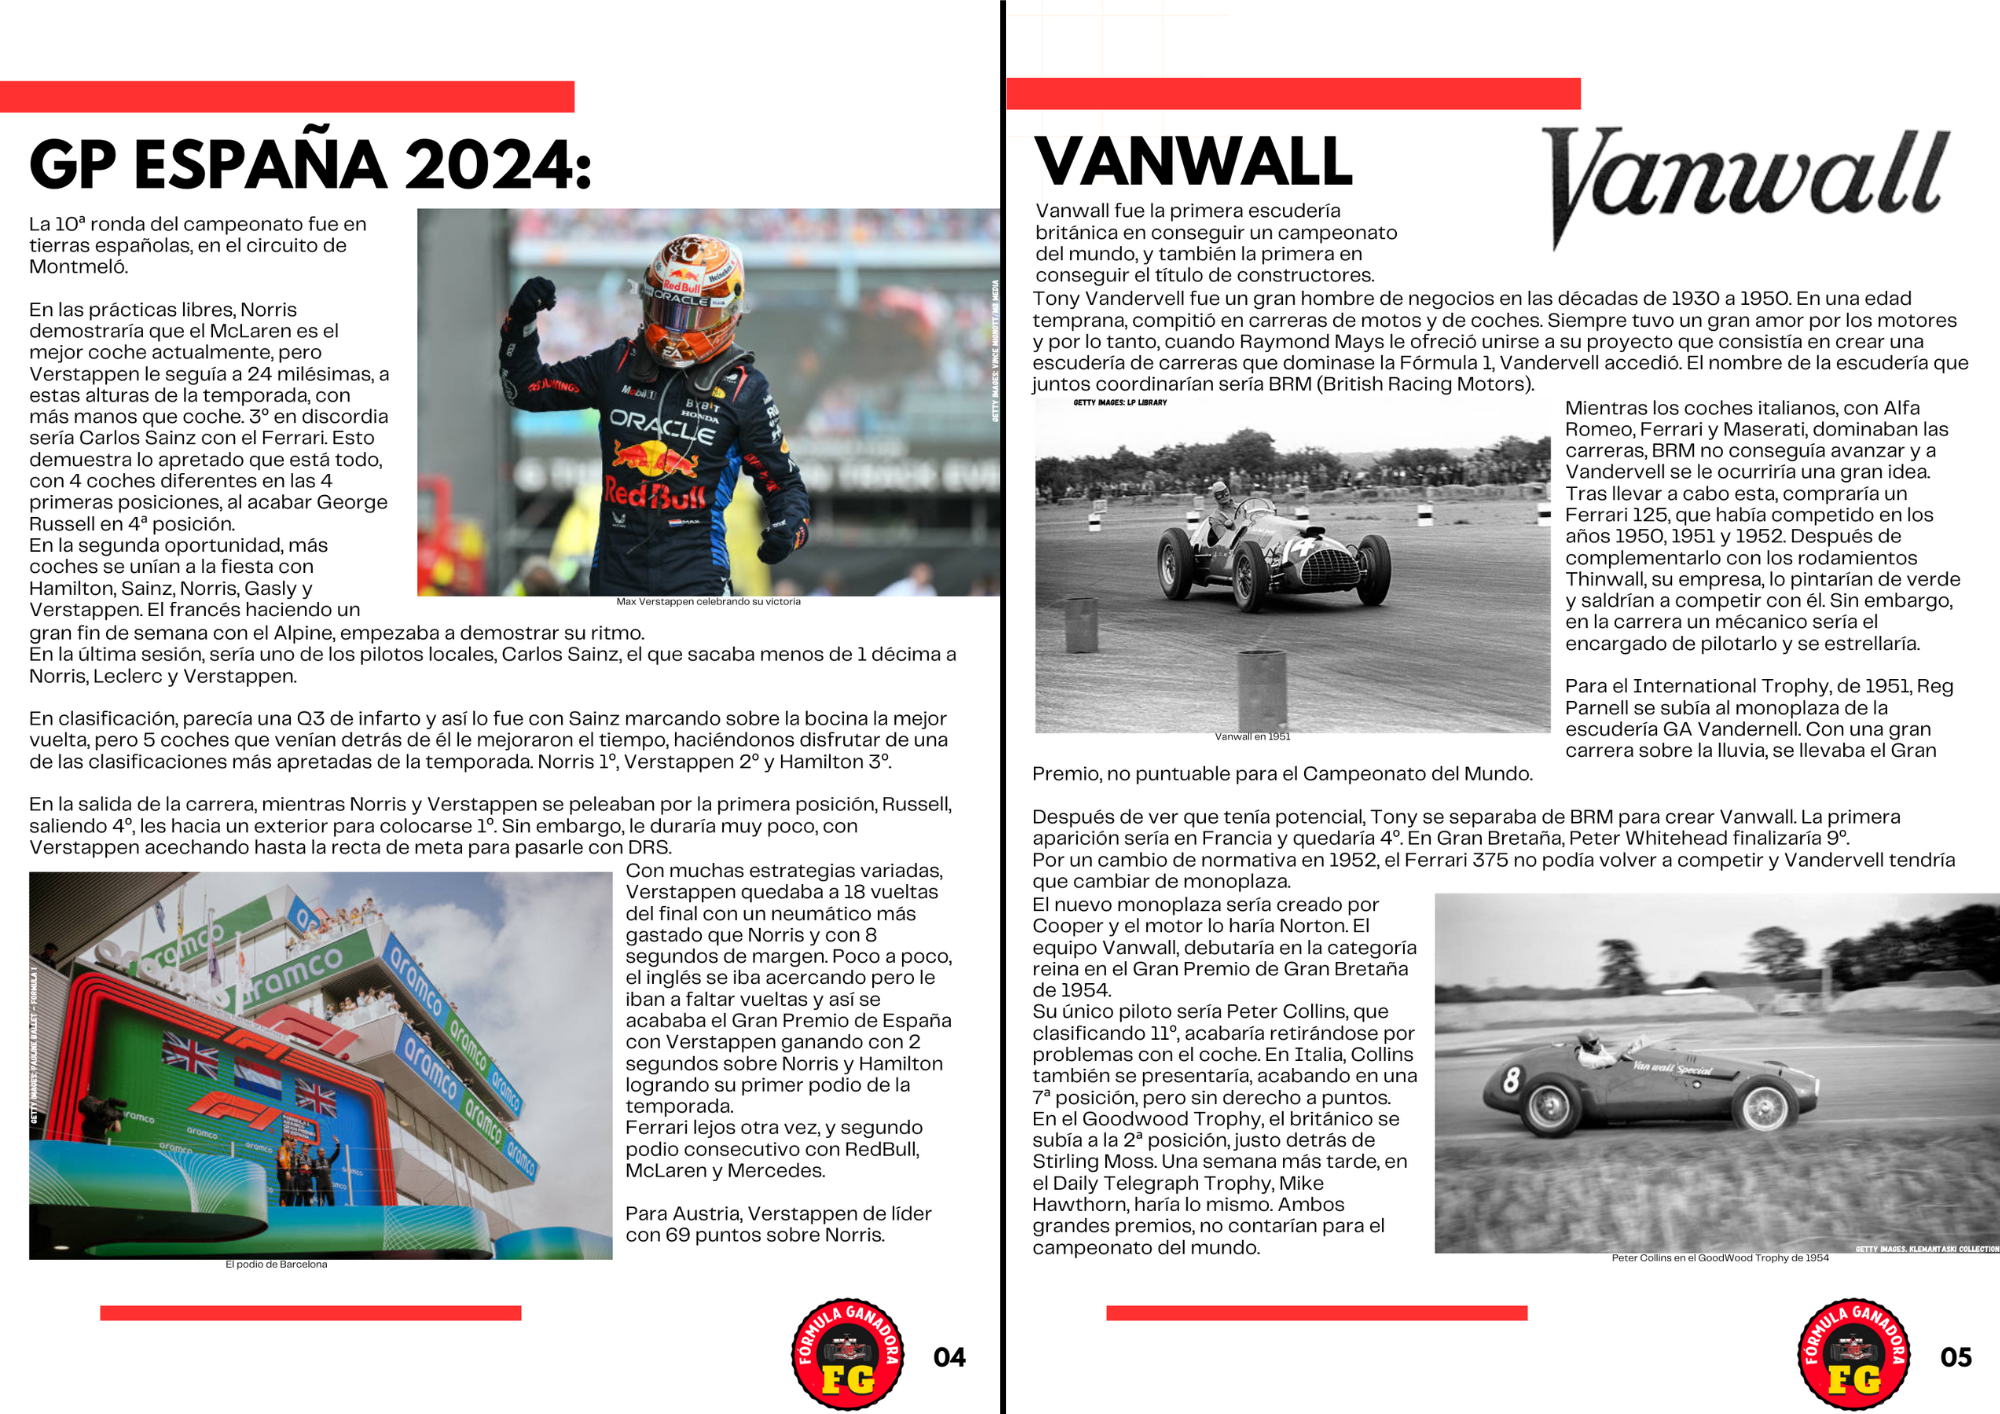 GP ESPAÑA 2024:
La 10ª ronda del campeonato fue en
tierras españolas, en el circuito de
Montmeló.
En las prácticas libres, Norris
demostraría que el McLaren es el
mejor coche actualmente, pero
Verstappen le seguía a 24 milésimas, a
estas alturas de la temporada, con
más manos que coche. 3º en discordia
sería Carlos Sainz con el Ferrari. Esto
demuestra lo apretado que está todo,
con 4 coches diferentes en las 4
primeras posiciones, al acabar George
Russell en 4ª posición.
En la segunda oportunidad, más
coches se unían a la fiesta con
Hamilton, Sainz, Norris, Gasly y
Verstappen. El francés haciendo un
gran fin de semana con el Alpine, empezaba a demostrar su ritmo.
En la última sesión, sería uno de los pilotos locales, Carlos Sainz, el que sacaba menos de 1 décima a
Norris, Leclerc y Verstappen.
Heineken
Red Bull
ORACLE
EA
Mobil 1
BYBIT
HONDA
ORACLE
Red Bull
MAX
Max Verstappen celebrando su victoria
En clasificación, parecía una Q3 de infarto y así lo fue con Sainz marcando sobre la bocina la mejor
vuelta, pero 5 coches que venían detrás de él le mejoraron el tiempo, haciéndonos disfrutar de una
de las clasificaciones más apretadas de la temporada. Norris 1º, Verstappen 2º y Hamilton 3º.
En la salida de la carrera, mientras Norris y Verstappen se peleaban por la primera posición, Russell,
saliendo 4º, les hacia un exterior para colocarse 1º. Sin embargo, le duraría muy poco, con
Verstappen acechando hasta la recta de meta para pasarle con DRS.
GETTY IMAGES: PAULINE BALLET - FORMULA 1
aramco
aramco
aramco
aramco
aramco
aramco
aramco
aramco
aramco
El podio de Barcelona
Con muchas estrategias variadas,
Verstappen quedaba a 18 vueltas
del final con un neumático más
gastado que Norris y con 8
segundos de margen. Poco a poco,
el inglés se iba acercando pero le
iban a faltar vueltas y así se
acababa el Gran Premio de España
con Verstappen ganando con 2
segundos sobre Norris y Hamilton
logrando su primer podio de la
temporada.
Ferrari lejos otra vez, y segundo
podio consecutivo con RedBull,
McLaren y Mercedes.
Para Austria, Verstappen de líder
con 69 puntos sobre Norris.
FÓRMULA GANADORA
FG
04
VANWALL
Vanwall
Vanwall fue la primera escudería
británica en conseguir un campeonato
del mundo, y también la primera en
conseguir el título de constructores.
Tony Vandervell fue un gran hombre de negocios en las décadas de 1930 a 1950. En una edad
temprana, compitió en carreras de motos y de coches. Siempre tuvo un gran amor por los motores
y por lo tanto, cuando Raymond Mays le ofreció unirse a su proyecto que consistía en crear una
escudería de carreras que dominase la Fórmula 1, Vandervell accedió. El nombre de la escudería que
juntos coordinarían sería BRM (British Racing Motors).
GETTY IMAGES: LP LIBRARY
14
Vanwall en 1951
Mientras los coches italianos, con Alfa
Romeo, Ferrari y Maserati, dominaban las
carreras, BRM no conseguía avanzar y a
Vandervell se le ocurriría una gran idea.
Tras llevar a cabo esta, compraría un
Ferrari 125, que había competido en los
años 1950, 1951 y 1952. Después de
complementarlo con los rodamientos
Thinwall, su empresa, lo pintarían de verde
y saldrían a competir con él. Sin embargo,
en la carrera un mécanico sería el
encargado de pilotarlo y se estrellaría.
Para el International Trophy, de 1951, Reg
Parnell se subía al monoplaza de la
escudería GA Vandernell. Con una gran
carrera sobre la lluvia, se llevaba el Gran
Premio, no puntuable para el Campeonato del Mundo.
Después de ver que tenía potencial, Tony se separaba de BRM para crear Vanwall. La primera
aparición sería en Francia y quedaría 4º. En Gran Bretaña, Peter Whitehead finalizaría 9º.
Por un cambio de normativa en 1952, el Ferrari 375 no podía volver a competir y Vandervell tendría
que cambiar de monoplaza.
El nuevo monoplaza sería creado por
Cooper y el motor lo haría Norton. El
equipo Vanwall, debutaría en la categoría
reina en el Gran Premio de Gran Bretaña
de 1954.
Su único piloto sería Peter Collins, que
clasificando 11º, acabaría retirándose por
problemas con el coche. En Italia, Collins
también se presentaría, acabando en una
7ª posición, pero sin derecho a puntos.
En el Goodwood Trophy, el británico se
subía a la 2ª posición, justo detrás de
Stirling Moss. Una semana más tarde, en
el Daily Telegraph Trophy, Mike
Hawthorn, haría lo mismo. Ambos
grandes premios, no contarían para el
campeonato del mundo.
8
Van wall Special
GETTY IMAGES. KLEMANTASKI COLLECTION
Peter Collins en el GoodWood Trophy de 1954
FÓRMULA GANADORA
FG
05